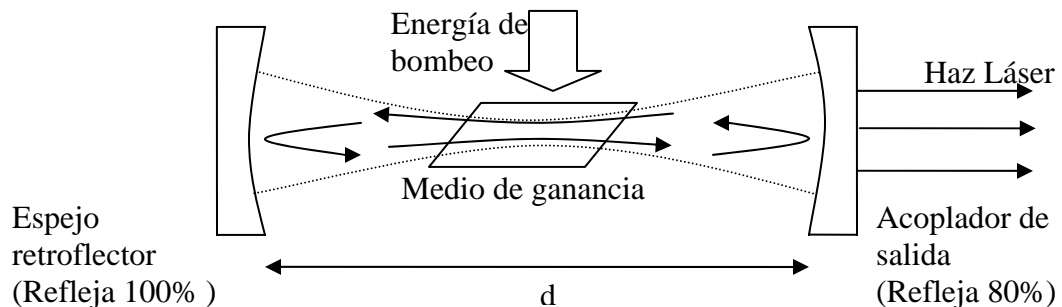 Energía de
bombeo
Haz Láser
Medio de ganancia
Espejo
retroflector
(Refleja 100% )
Acoplador de
salida
(Refleja 80%)
d